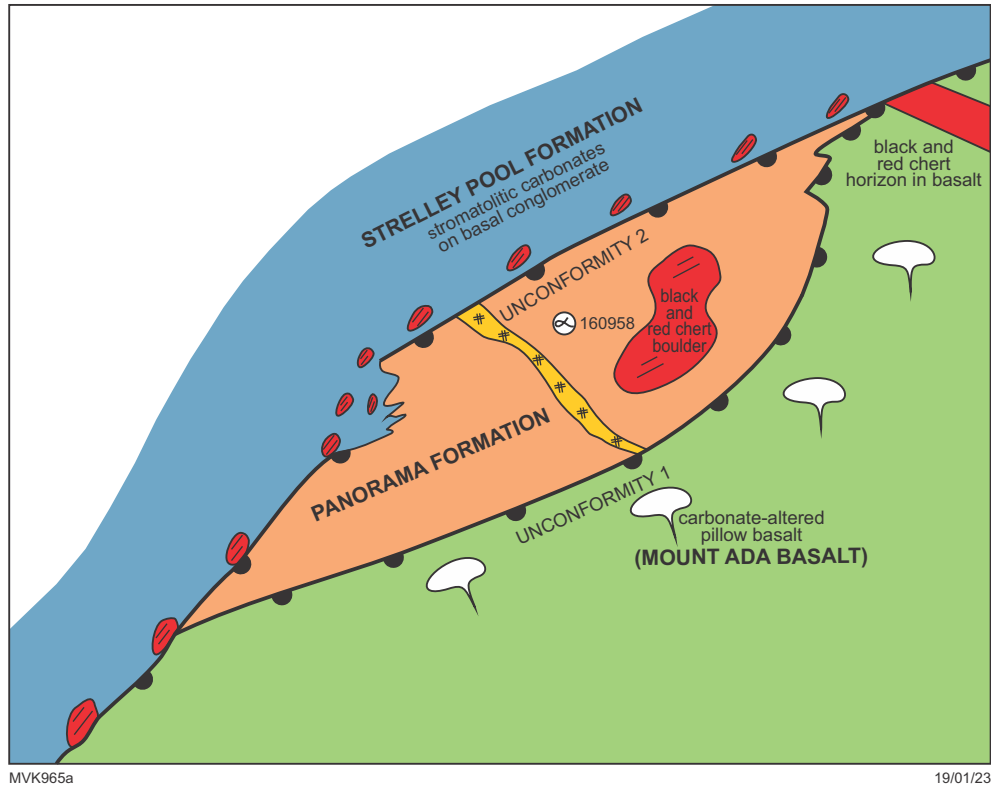 STRELLEY POOL FORMATION
stromatolitic carbonates
on basal conglomerate
black and
red chert
horizon in basalt
UNCONFORMITY 2
160958
black
and
red chert
boulder
PANORAMA FORMATION
UNCONFORMITY 1
carbonate-altered
pillow basalt
(MOUNT ADA BASALT)
MVK965a
19/01/23